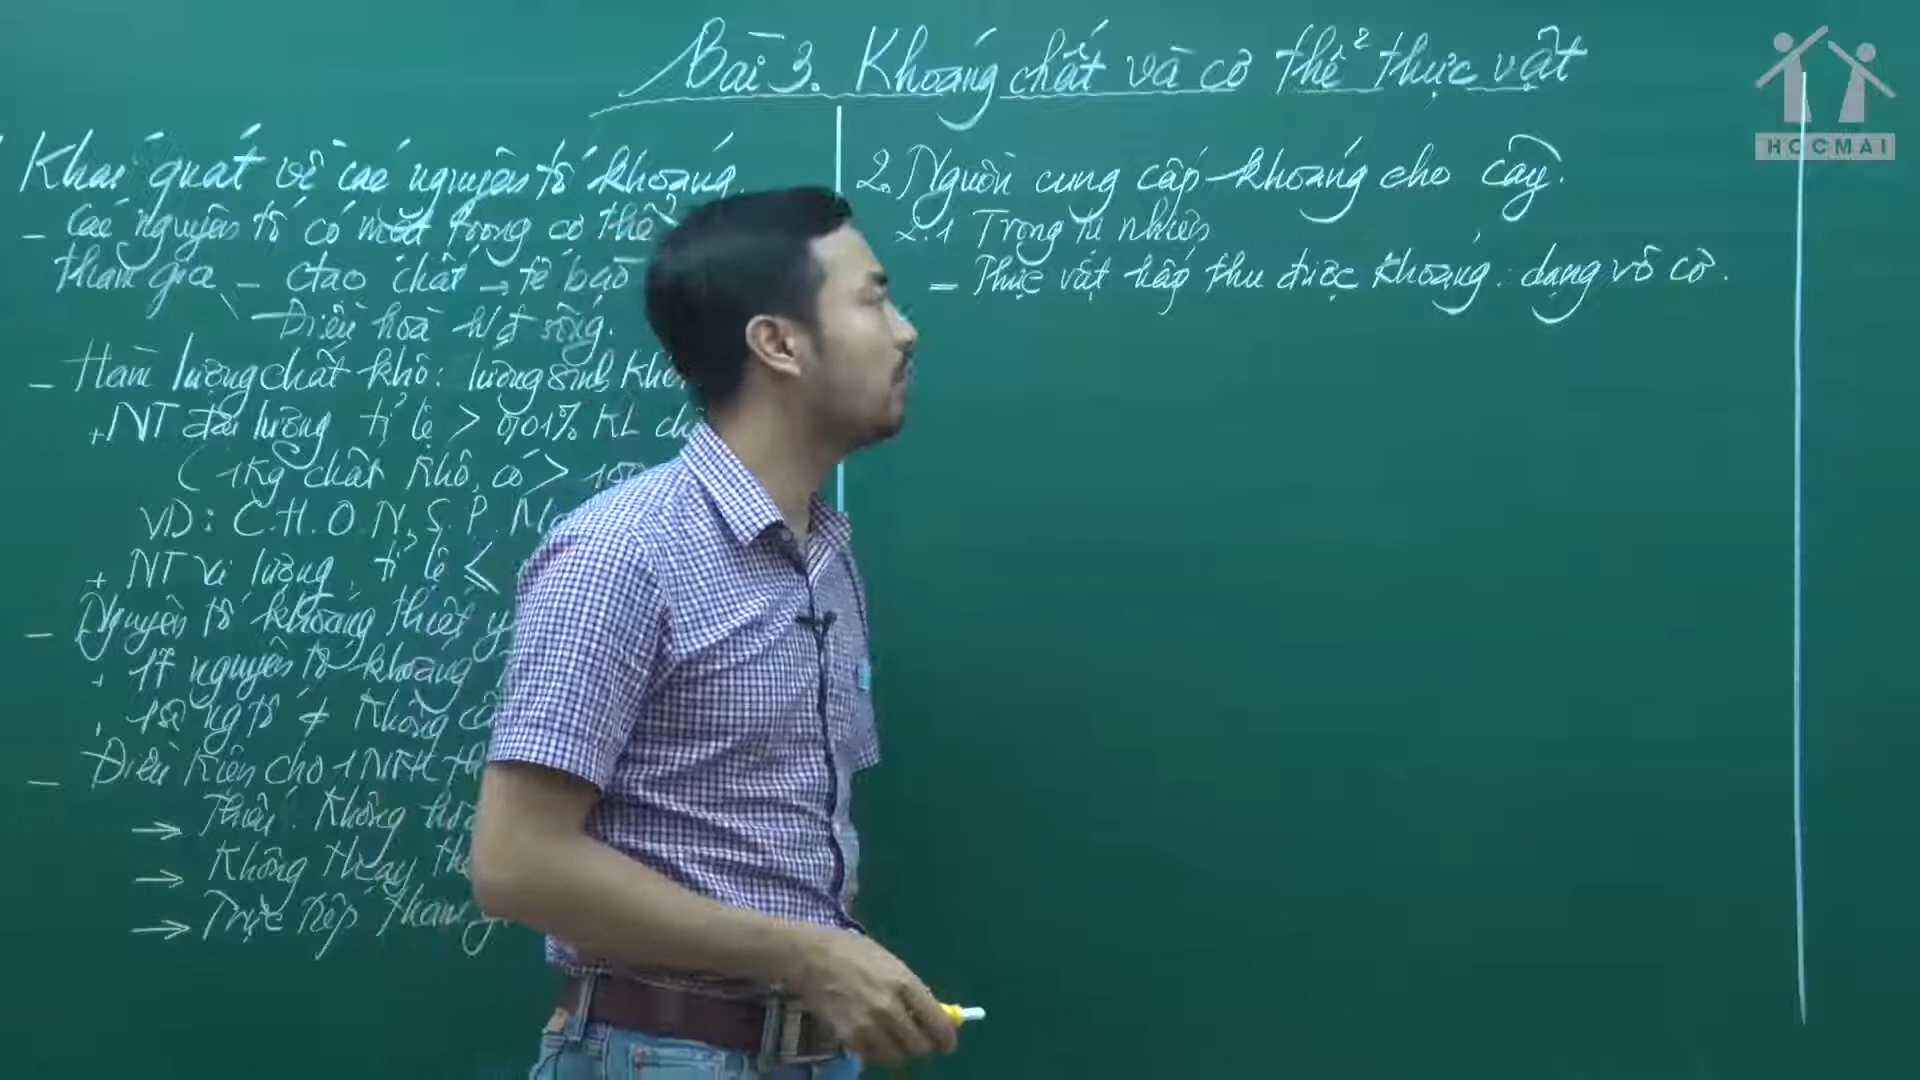 Bài 3. Khoáng chất và cơ thể thực vật
HOCMAI
Khái quát về các nguyên tố khoáng.
- Các nguyên tố có mặt trong cơ thể
tham gia - ctạo chất → tế bào
- Điều hoà hđ sống.
- Hàm lượng chất khô: lượng sinh khối
+ NT đại lượng tỉ lệ > 0,01% KL ch
(1Kg chất khô, có > 100
VD: C.H.O.N,S.P.
+ NT vi lượng, tỉ lệ ≤
- Nguyên tố khoáng thiết y
+ 17 nguyên tố khoáng
ng tố ≠ không
- Điều kiện cho 1 NTK th
→ Thiếu: Không
→ Không thay thế
→ Trực tiếp tham g
2. Nguồn cung cấp khoáng cho cây.
2.1 Trong tự nhiên
- Thực vật hấp thu được khoáng: dạng vô cơ.